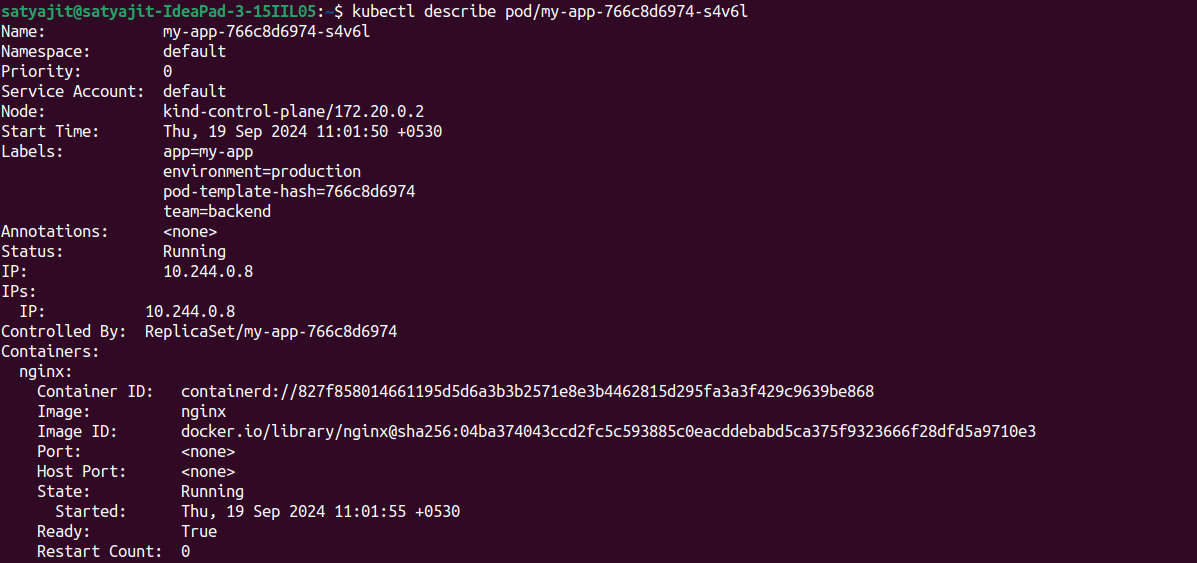 satyajit@satyajit-IdeaPad-3-15IIL05:~$ kubectl describe pod/my-app-766c8d6974-s4v6l
Name:             my-app-766c8d6974-s4v6l
Namespace:        default
Priority:         0
Service Account:  default
Node:             kind-control-plane/172.20.0.2
Start Time:       Thu, 19 Sep 2024 11:01:50 +0530
Labels:           app=my-app
                  environment=production
                  pod-template-hash=766c8d6974
                  team=backend
Annotations:      <none>
Status:           Running
IP:               10.244.0.8
IPs:
  IP:           10.244.0.8
Controlled By:  ReplicaSet/my-app-766c8d6974
Containers:
  nginx:
    Container ID:   containerd://827f858014661195d5d6a3b3b2571e8e3b4462815d295fa3a3f429c9639be868
    Image:          nginx
    Image ID:       docker.io/library/nginx@sha256:04ba374043ccd2fc5c593885c0eacddebabd5ca375f9323666f28dfd5a9710e3
    Port:           <none>
    Host Port:      <none>
    State:          Running
      Started:      Thu, 19 Sep 2024 11:01:55 +0530
    Ready:          True
    Restart Count:  0